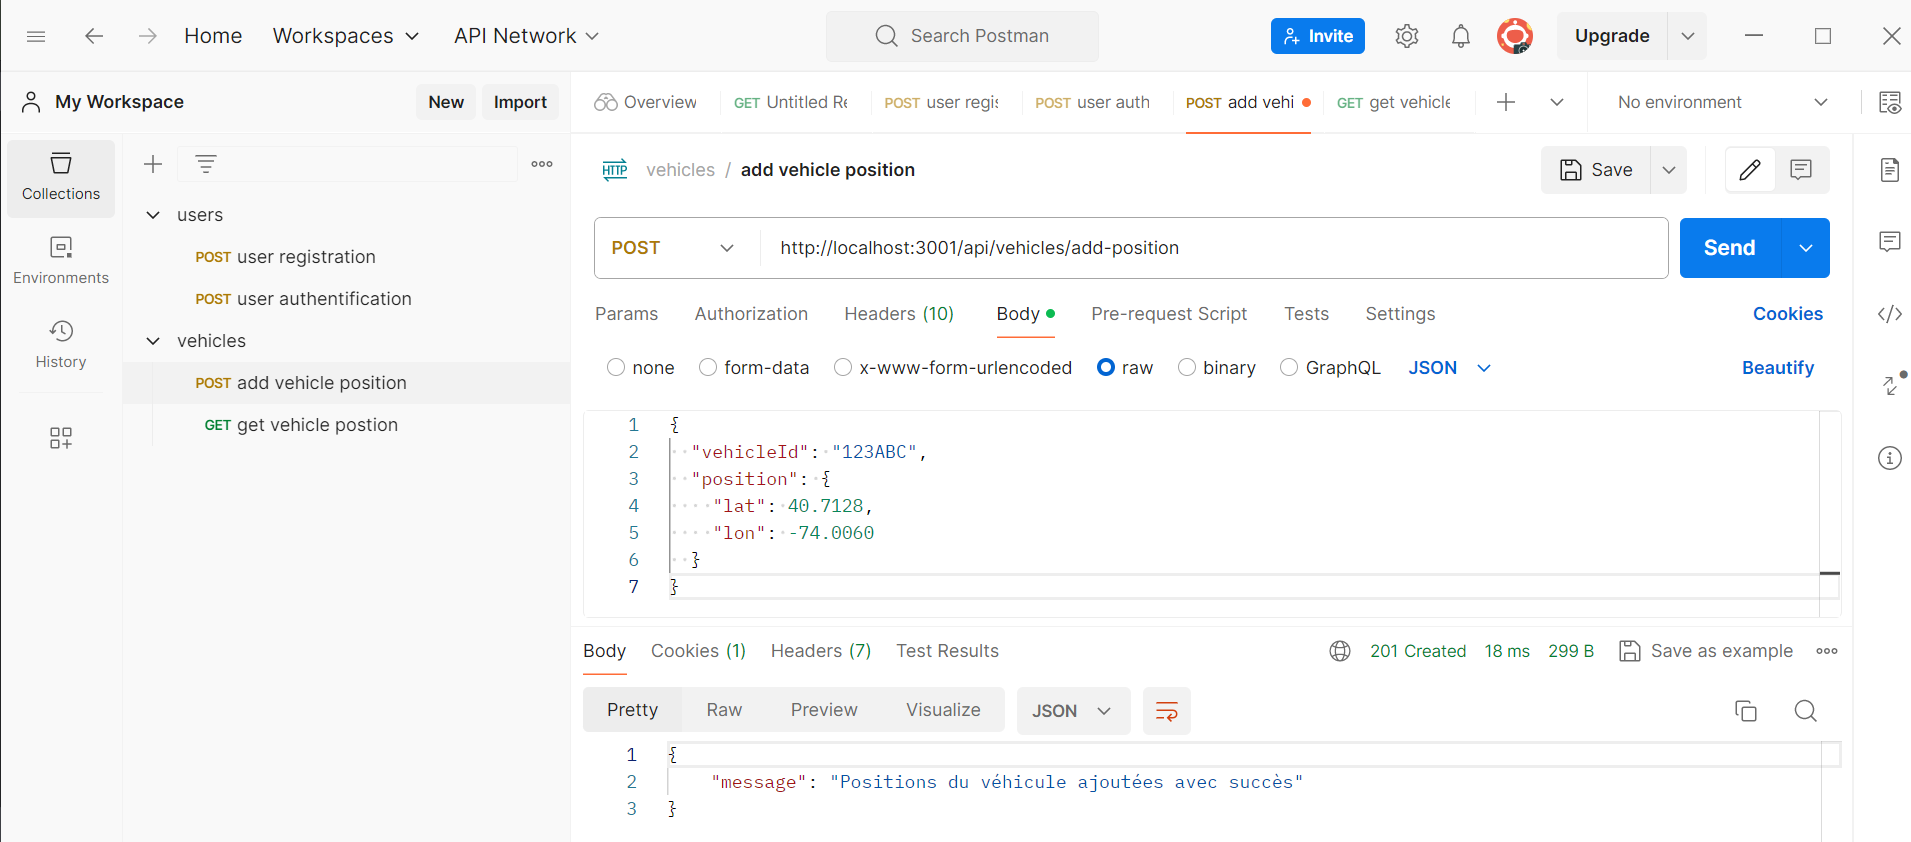 Home Workspaces API Network Search Postman Invite Upgrade
My Workspace New Import
Overview GET Untitled Re POST user regis POST user auth POST add vehi GET get vehicle No environment
Collections
Environments
History
users
POST user registration
POST user authentification
vehicles
POST add vehicle position
GET get vehicle postion
HTTP vehicles / add vehicle position Save
POST http://localhost:3001/api/vehicles/add-position Send
Params Authorization Headers (10) Body Pre-request Script Tests Settings Cookies
none form-data x-www-form-urlencoded raw binary GraphQL JSON Beautify
1 {
2 "vehicleId": "123ABC",
3 "position": {
4 "lat": 40.7128,
5 "lon": -74.0060
6 }
7 }
Body Cookies (1) Headers (7) Test Results 201 Created 18 ms 299 B Save as example
Pretty Raw Preview Visualize JSON
1 {
2 "message": "Positions du véhicule ajoutées avec succès"
3 }